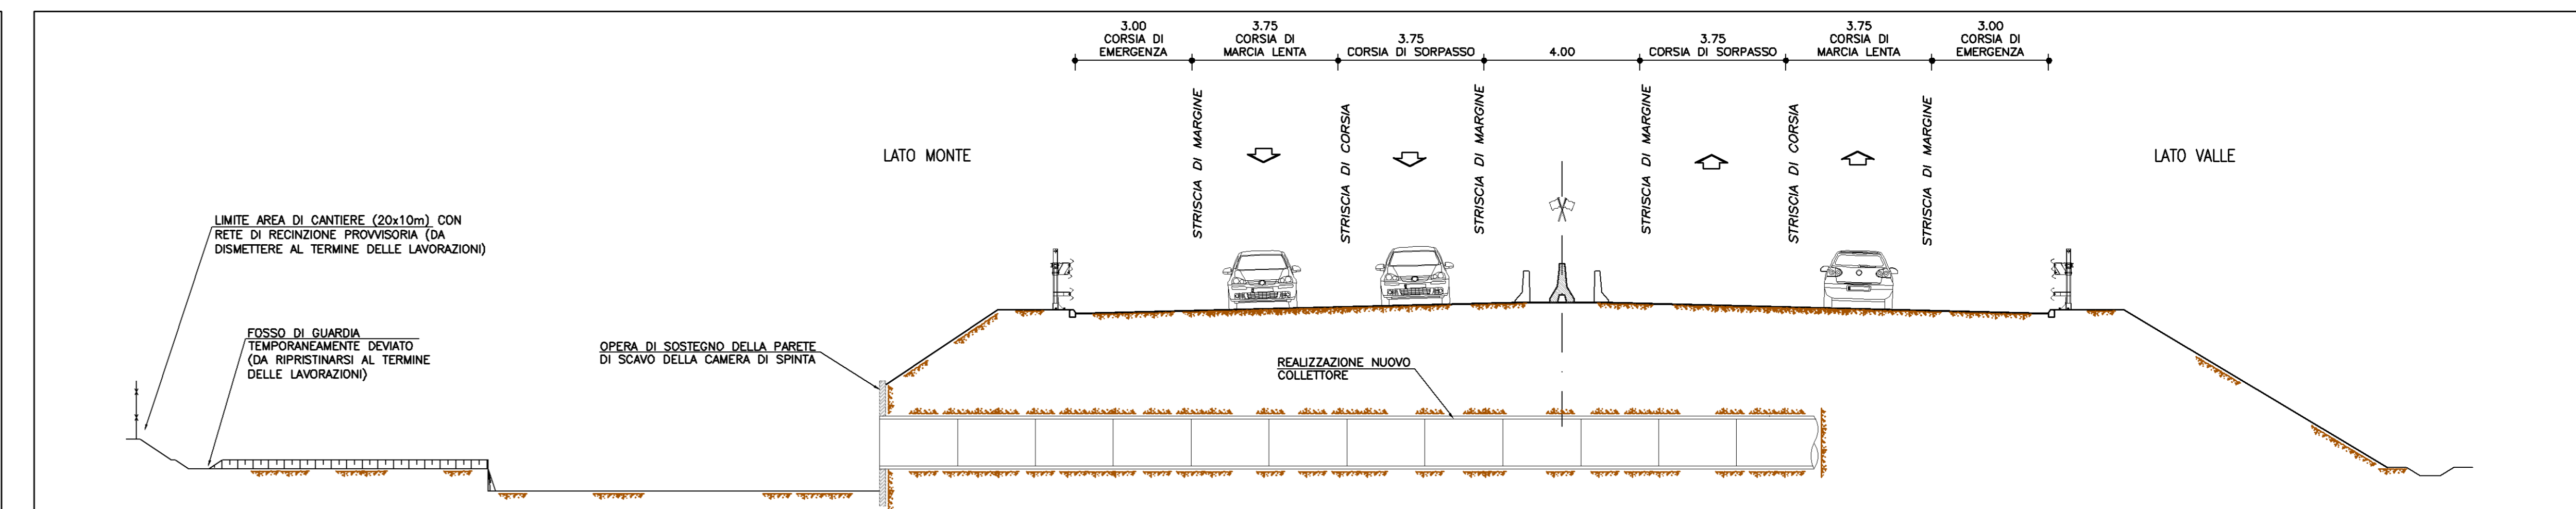 3.00
CORSIA DI
EMERGENZA
3.75
CORSIA DI
MARCIA LENTA
3.75
CORSIA DI SORPASSO
4.00
3.75
CORSIA DI SORPASSO
3.75
CORSIA DI
MARCIA LENTA
3.00
CORSIA DI
EMERGENZA
STRISCIA DI MARGINE
STRISCIA DI CORSIA
STRISCIA DI MARGINE
STRISCIA DI MARGINE
STRISCIA DI CORSIA
STRISCIA DI MARGINE
LATO MONTE
LATO VALLE
LIMITE AREA DI CANTIERE (20x10m) CON
RETE DI RECINZIONE PROVVISORIA (DA
DISMETTERE AL TERMINE DELLE LAVORAZIONI)
FOSSO DI GUARDIA
TEMPORANEAMENTE DEVIATO
(DA RIPRISTINARSI AL TERMINE
DELLE LAVORAZIONI)
OPERA DI SOSTEGNO DELLA PARETE
DI SCAVO DELLA CAMERA DI SPINTA
REALIZZAZIONE NUOVO
COLLETTORE